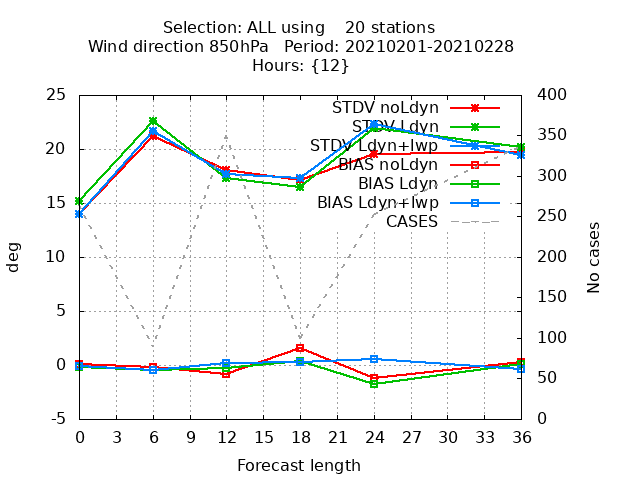 Selection: ALL using    20 stations
Wind direction 850hPa   Period: 20210201-20210228
Hours: {12}
25 400
STDV noLdyn
STDV Ldyn
STDV Ldyn+lwp
BIAS noLdyn
BIAS Ldyn
BIAS Ldyn+lwp
CASES
20 350
15 300
10 250
5 200
0 150
-5 100
50
0
deg
No cases
0 3 6 9 12 15 18 21 24 27 30 33 36
Forecast length